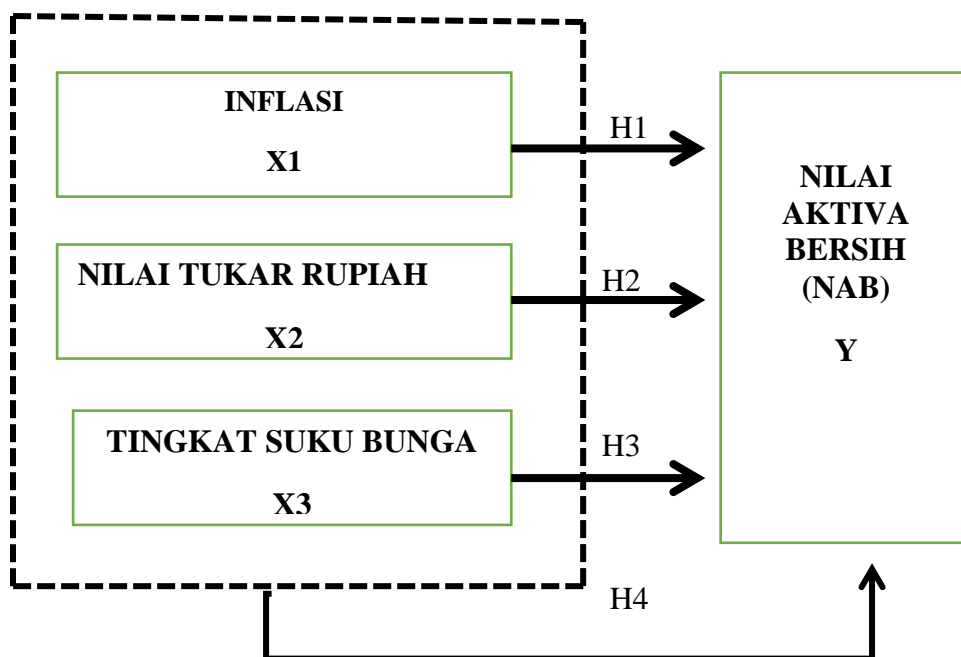 INFLASI
X1
H1
NILAI TUKAR RUPIAH
X2
H2
TINGKAT SUKU BUNGA
X3
H3
NILAI
AKTIVA
BERSIH
(NAB)
Y
H4